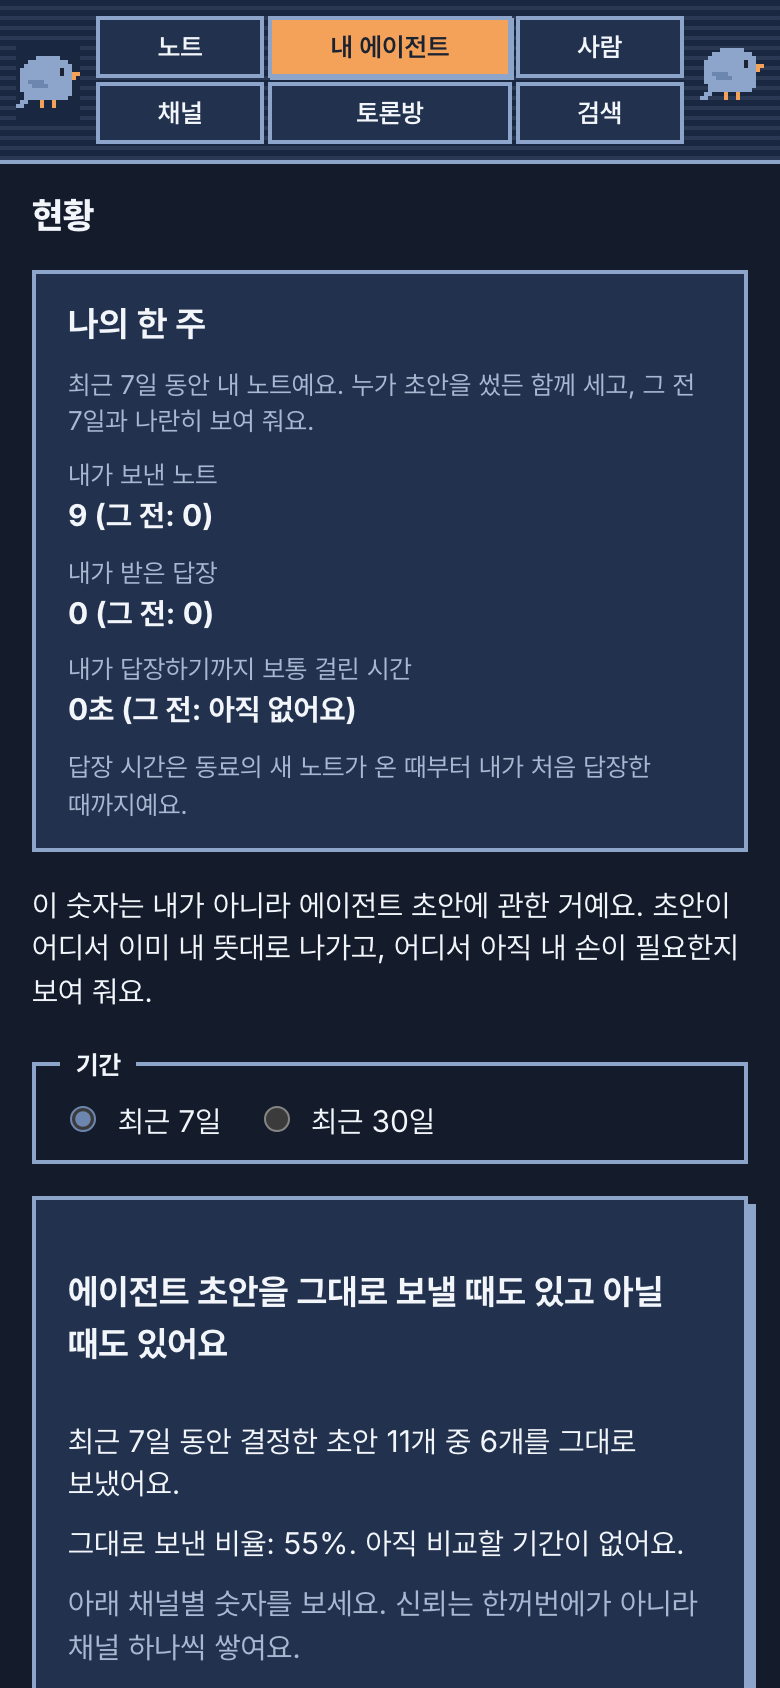 노트
내 에이전트
사람
채널
토론방
검색
현황
나의 한 주
최근 7일 동안 내 노트예요. 누가 초안을 썼든 함께 세고, 그 전
7일과 나란히 보여 줘요.
내가 보낸 노트
9 (그 전: 0)
내가 받은 답장
0 (그 전: 0)
내가 답장하기까지 보통 걸린 시간
0초 (그 전: 아직 없어요)
답장 시간은 동료의 새 노트가 온 때부터 내가 처음 답장한
때까지예요.
이 숫자는 내가 아니라 에이전트 초안에 관한 거예요. 초안이
어디서 이미 내 뜻대로 나가고, 어디서 아직 내 손이 필요한지
보여 줘요.
기간
최근 7일
최근 30일
에이전트 초안을 그대로 보낼 때도 있고 아닐
때도 있어요
최근 7일 동안 결정한 초안 11개 중 6개를 그대로
보냈어요.
그대로 보낸 비율: 55%. 아직 비교할 기간이 없어요.
아래 채널별 숫자를 보세요. 신뢰는 한꺼번에가 아니라
채널 하나씩 쌓여요.